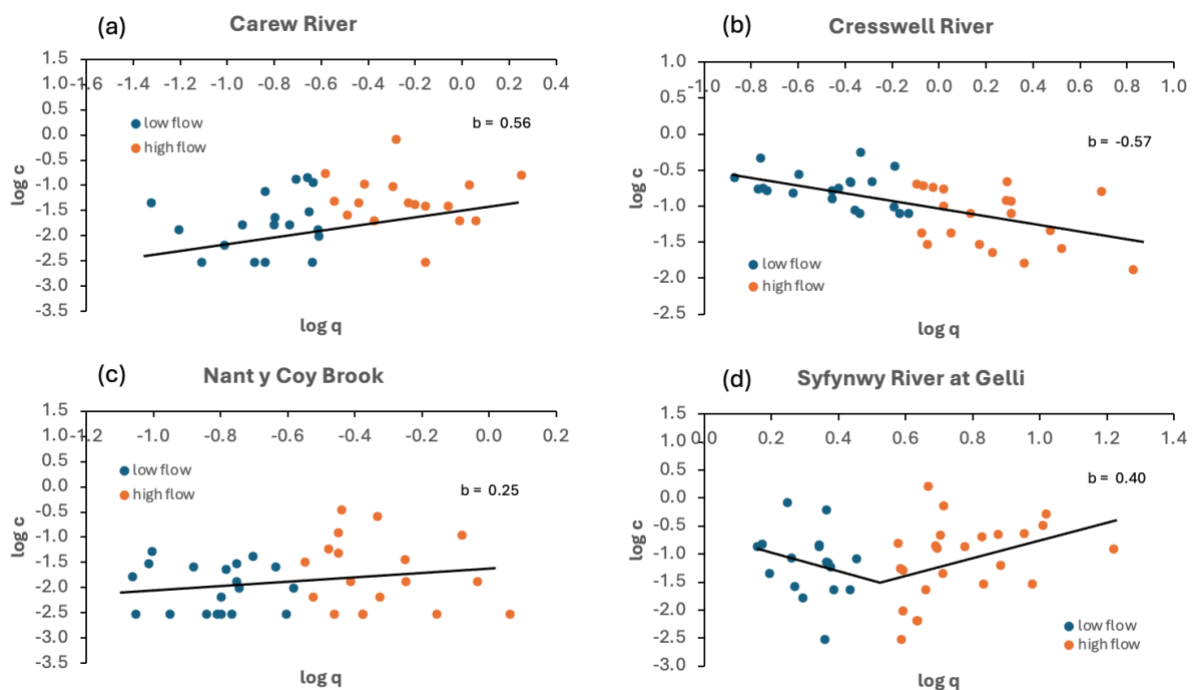 (a) Carew River
1.5
1.0
0.5
0.0
-0.5
-1.0
-1.5
-2.0
-2.5
-3.0
-3.5
-1.6 -1.4 -1.2 -1.0 -0.8 -0.6 -0.4 -0.2 0.0 0.2 0.4
low flow
high flow
b = 0.56
log c
log q
(b) Cresswell River
1.0
0.5
0.0
-0.5
-1.0
-1.5
-2.0
-2.5
-1.0 -0.8 -0.6 -0.4 -0.2 0.0 0.2 0.4 0.6 0.8 1.0
b = -0.57
low flow
high flow
log c
log q
(c) Nant y Coy Brook
1.5
1.0
0.5
0.0
-0.5
-1.0
-1.5
-2.0
-2.5
-3.0
-3.5
-1.2 -1.0 -0.8 -0.6 -0.4 -0.2 0.0 0.2
low flow
high flow
b = 0.25
log c
log q
(d) Syfynwy River at Gelli
1.5
1.0
0.5
0.0
-0.5
-1.0
-1.5
-2.0
-2.5
-3.0
0.0 0.2 0.4 0.6 0.8 1.0 1.2 1.4
b = 0.40
low flow
high flow
log c
log q